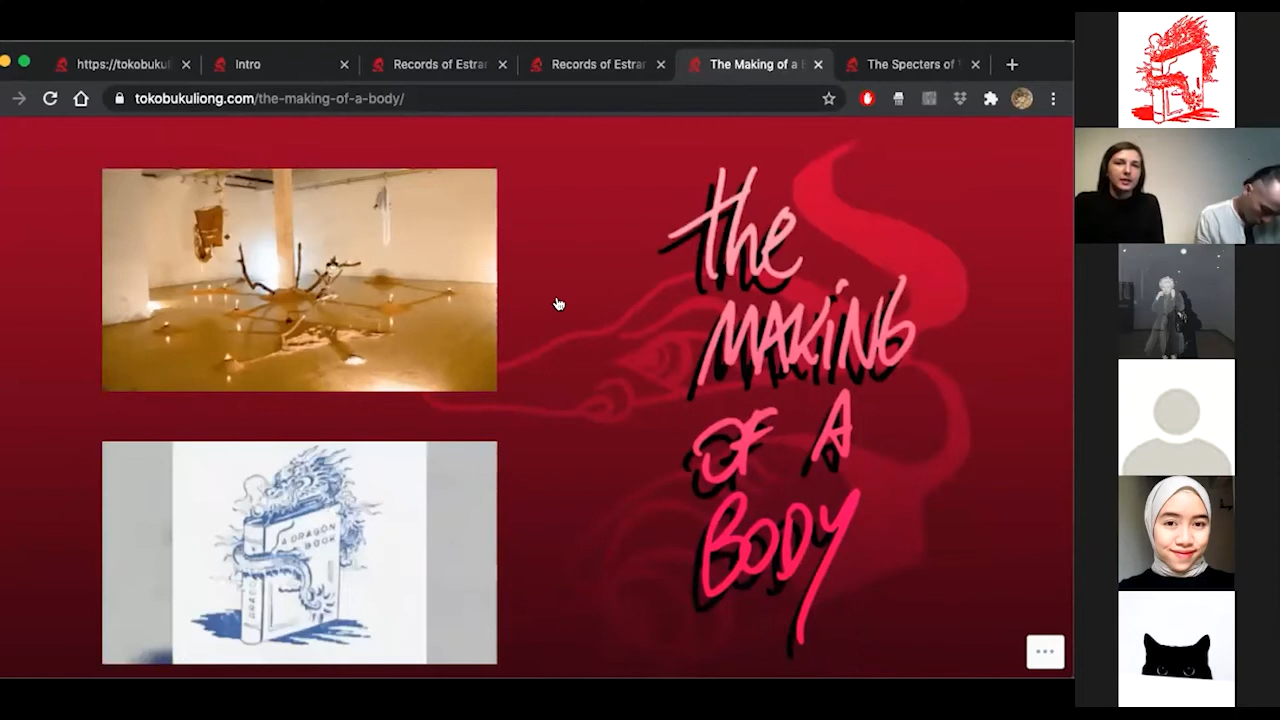 https://tokobukul
Intro
Records of Estrar
Records of Estrar
The Making of a B
The Specters of
tokobukuliong.com/the-making-of-a-body/
the
MAKING
OF A
BODY
A DRAGON
BOOK